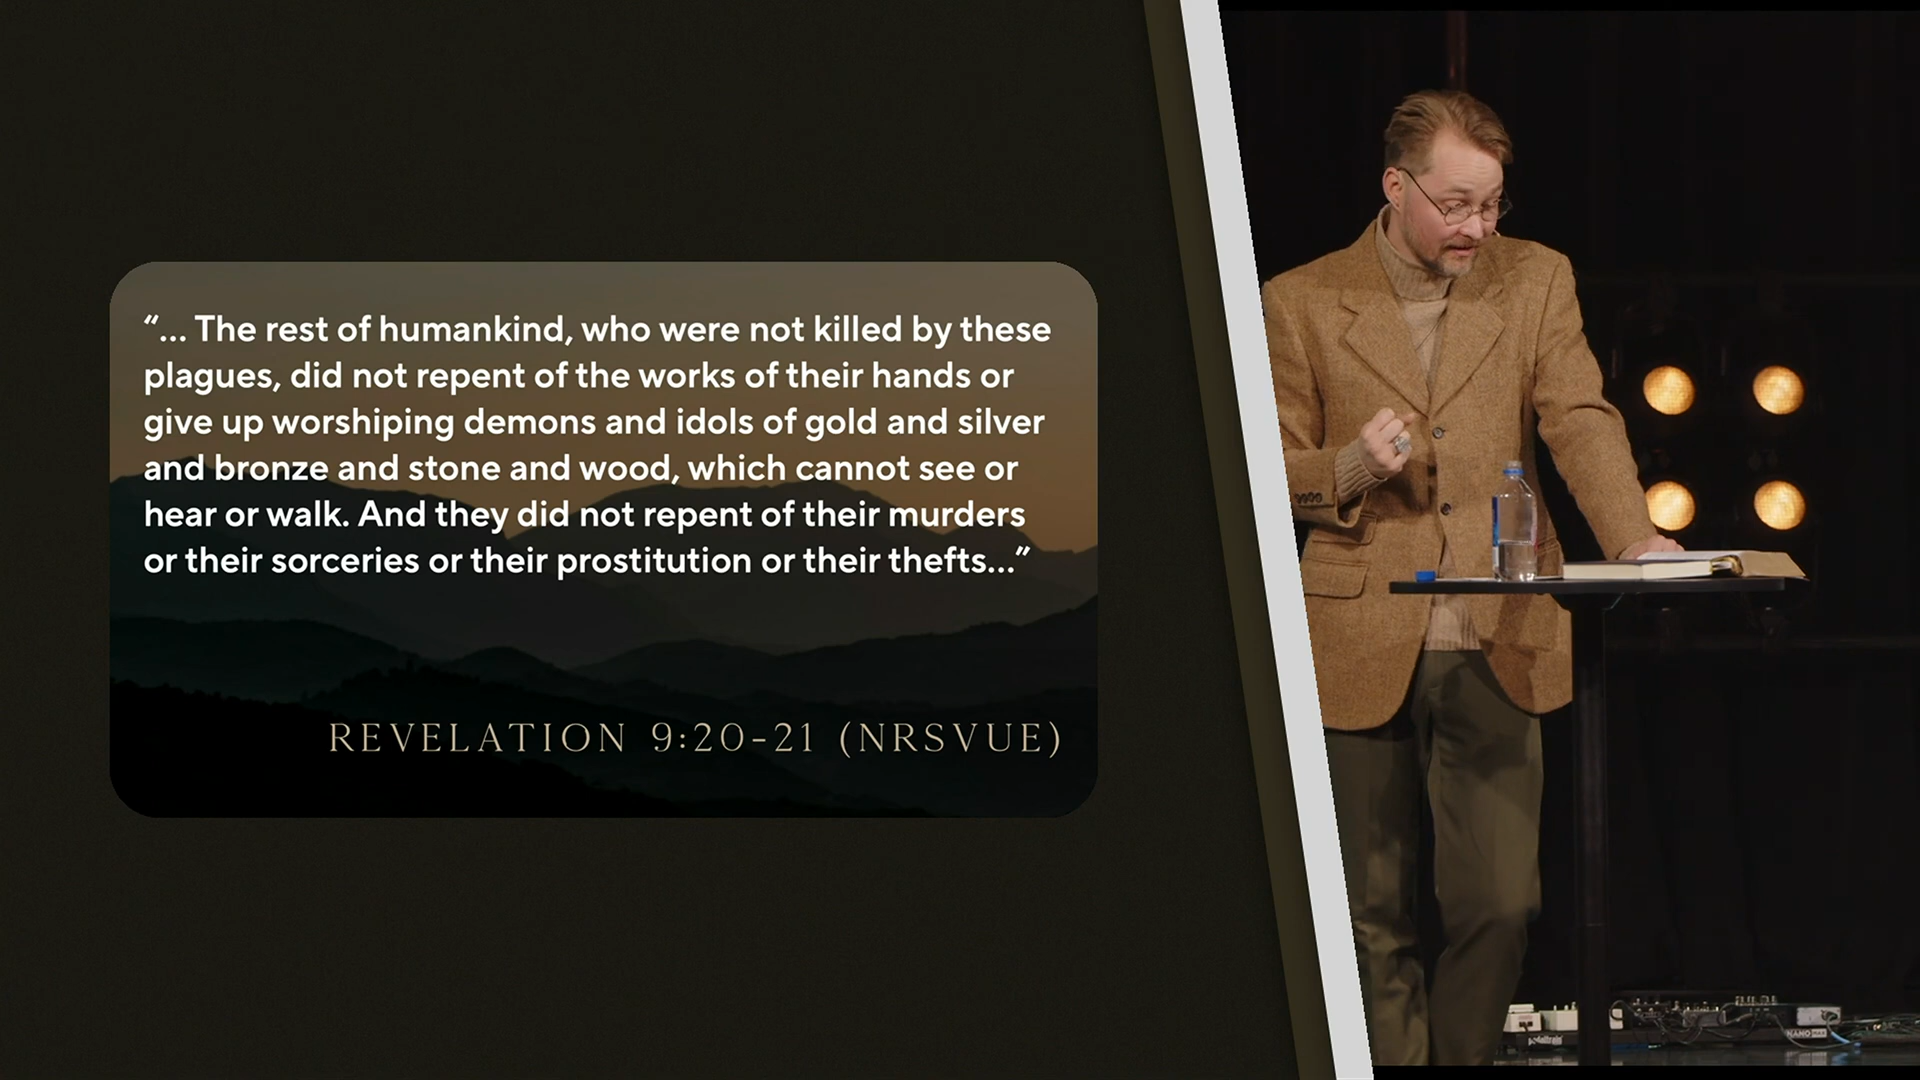 “... The rest of humankind, who were not killed by these
plagues, did not repent of the works of their hands or
give up worshiping demons and idols of gold and silver
and bronze and stone and wood, which cannot see or
hear or walk. And they did not repent of their murders
or their sorceries or their prostitution or their thefts...”
REVELATION 9:20-21 (NRSVUE)
pedaltrain
NANO